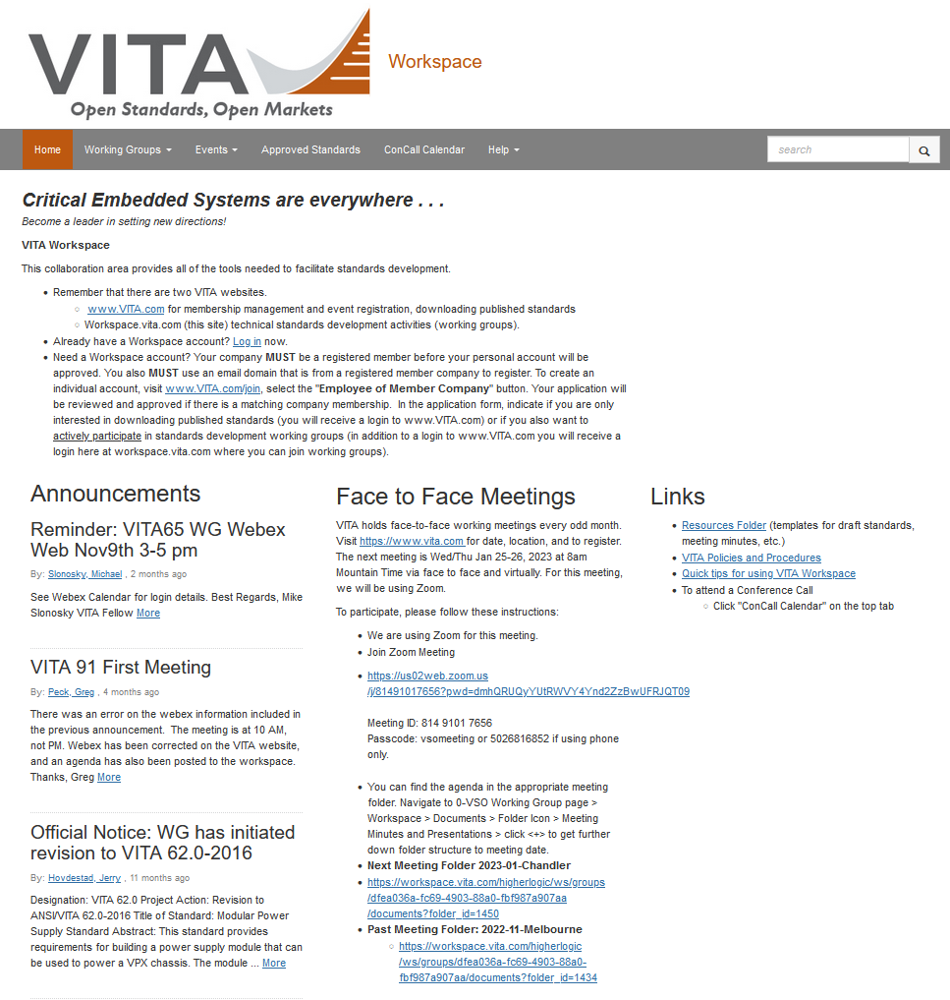 VITA
Workspace
Open Standards, Open Markets
Home Working Groups Events Approved Standards ConCall Calendar Help search
Critical Embedded Systems are everywhere . . .
Become a leader in setting new directions!
VITA Workspace
This collaboration area provides all of the tools needed to facilitate standards development.
Remember that there are two VITA websites.
www.VITA.com for membership management and event registration, downloading published standards
Workspace.vita.com (this site) technical standards development activities (working groups).
Already have a Workspace account? Log in now.
Need a Workspace account? Your company MUST be a registered member before your personal account will be
approved. You also MUST use an email domain that is from a registered member company to register. To create an
individual account, visit www.VITA.com/join, select the "Employee of Member Company" button. Your application will
be reviewed and approved if there is a matching company membership. In the application form, indicate if you are only
interested in downloading published standards (you will receive a login to www.VITA.com) or if you also want to
actively participate in standards development working groups (in addition to a login to www.VITA.com you will receive a
login here at workspace.vita.com where you can join working groups).
Announcements
Reminder: VITA65 WG Webex
Web Nov9th 3-5 pm
By: Slonosky, Michael , 2 months ago
See Webex Calendar for login details. Best Regards, Mike
Slonosky VITA Fellow More
VITA 91 First Meeting
By: Peck, Greg , 4 months ago
There was an error on the webex information included in
the previous announcement. The meeting is at 10 AM,
not PM. Webex has been corrected on the VITA website,
and an agenda has also been posted to the workspace.
Thanks, Greg More
Official Notice: WG has initiated
revision to VITA 62.0-2016
By: Hovdestad, Jerry , 11 months ago
Designation: VITA 62.0 Project Action: Revision to
ANSI/VITA 62.0-2016 Title of Standard: Modular Power
Supply Standard Abstract: This standard provides
requirements for building a power supply module that can
be used to power a VPX chassis. The module ... More
Face to Face Meetings
VITA holds face-to-face working meetings every odd month.
Visit https://www.vita.com for date, location, and to register.
The next meeting is Wed/Thu Jan 25-26, 2023 at 8am
Mountain Time via face to face and virtually. For this meeting,
we will be using Zoom.
To participate, please follow these instructions:
We are using Zoom for this meeting.
Join Zoom Meeting
https://us02web.zoom.us
/j/81491017656?pwd=dmhQRUQyYUtRWVY4Ynd2ZzBwUFRJQT09
Meeting ID: 814 9101 7656
Passcode: vsomeeting or 5026816852 if using phone
only.
You can find the agenda in the appropriate meeting
folder. Navigate to 0-VSO Working Group page >
Workspace > Documents > Folder Icon > Meeting
Minutes and Presentations > click <+> to get further
down folder structure to meeting date.
Next Meeting Folder 2023-01-Chandler
https://workspace.vita.com/higherlogic/ws/groups
/dfea036a-fc69-4903-88a0-fbf987a907aa
/documents?folder_id=1450
Past Meeting Folder: 2022-11-Melbourne
https://workspace.vita.com/higherlogic
/ws/groups/dfea036a-fc69-4903-88a0-
fbf987a907aa/documents?folder_id=1434
Links
Resources Folder (templates for draft standards,
meeting minutes, etc.)
VITA Policies and Procedures
Quick tips for using VITA Workspace
To attend a Conference Call
Click "ConCall Calendar" on the top tab